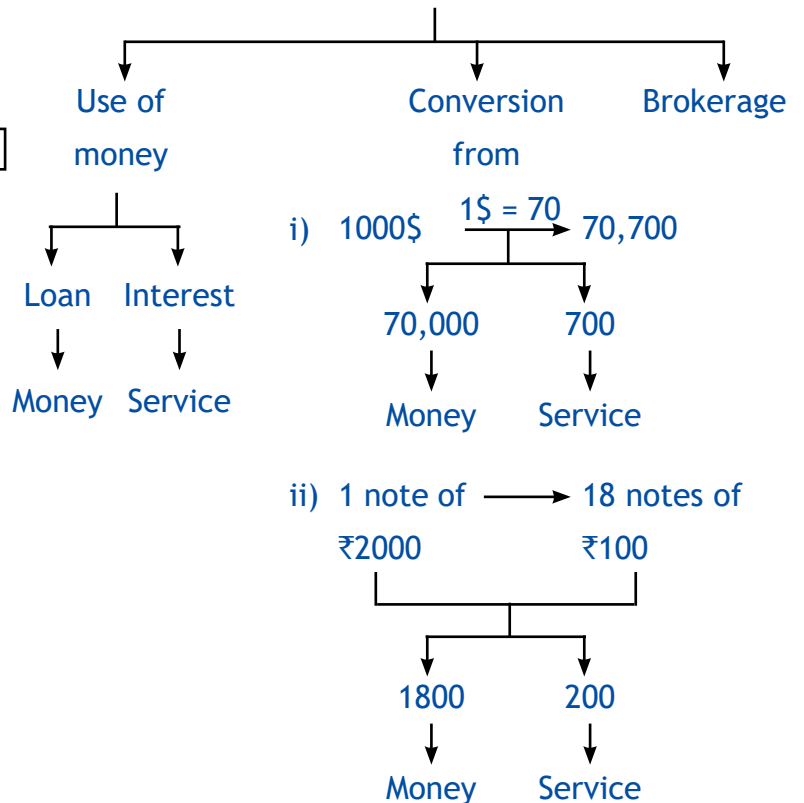 Use of
money
Conversion
from
Brokerage
Loan Interest
Money Service
i) 1000$ 1$ = 70 70,700
70,000 700
Money Service
ii) 1 note of 18 notes of
₹2000 ₹100
1800 200
Money Service